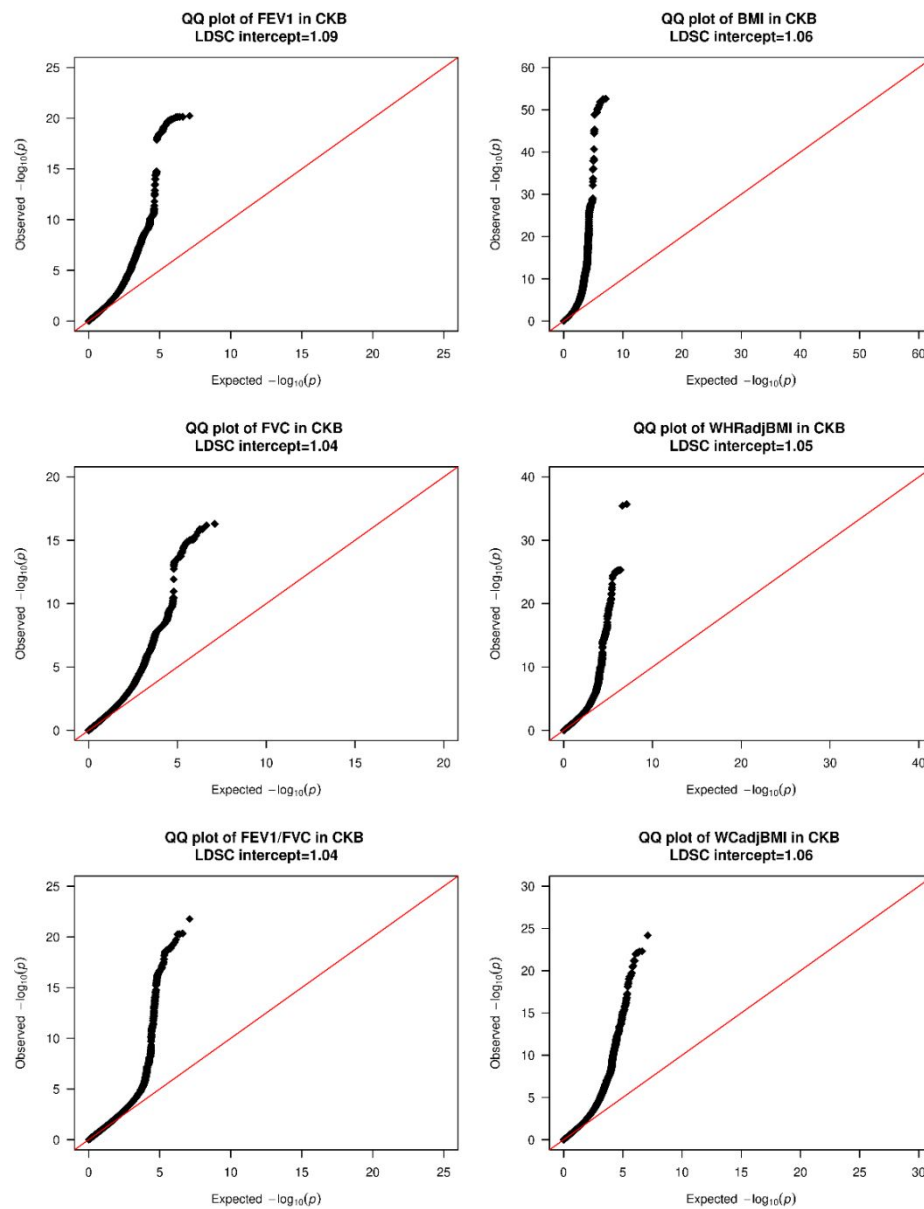 QQ plot of FEV1 in CKB
LDSC intercept=1.09
Observed −log10(p)
25
20
15
10
5
0
0 5 10 15 20 25
Expected −log10(p)
QQ plot of BMI in CKB
LDSC intercept=1.06
Observed −log10(p)
60
50
40
30
20
10
0
0 10 20 30 40 50 60
Expected −log10(p)
QQ plot of FVC in CKB
LDSC intercept=1.04
Observed −log10(p)
20
15
10
5
0
0 5 10 15 20
Expected −log10(p)
QQ plot of WHRadjBMI in CKB
LDSC intercept=1.05
Observed −log10(p)
40
30
20
10
0
0 10 20 30 40
Expected −log10(p)
QQ plot of FEV1/FVC in CKB
LDSC intercept=1.04
Observed −log10(p)
25
20
15
10
5
0
0 5 10 15 20 25
Expected −log10(p)
QQ plot of WCadjBMI in CKB
LDSC intercept=1.06
Observed −log10(p)
30
25
20
15
10
5
0
0 5 10 15 20 25 30
Expected −log10(p)